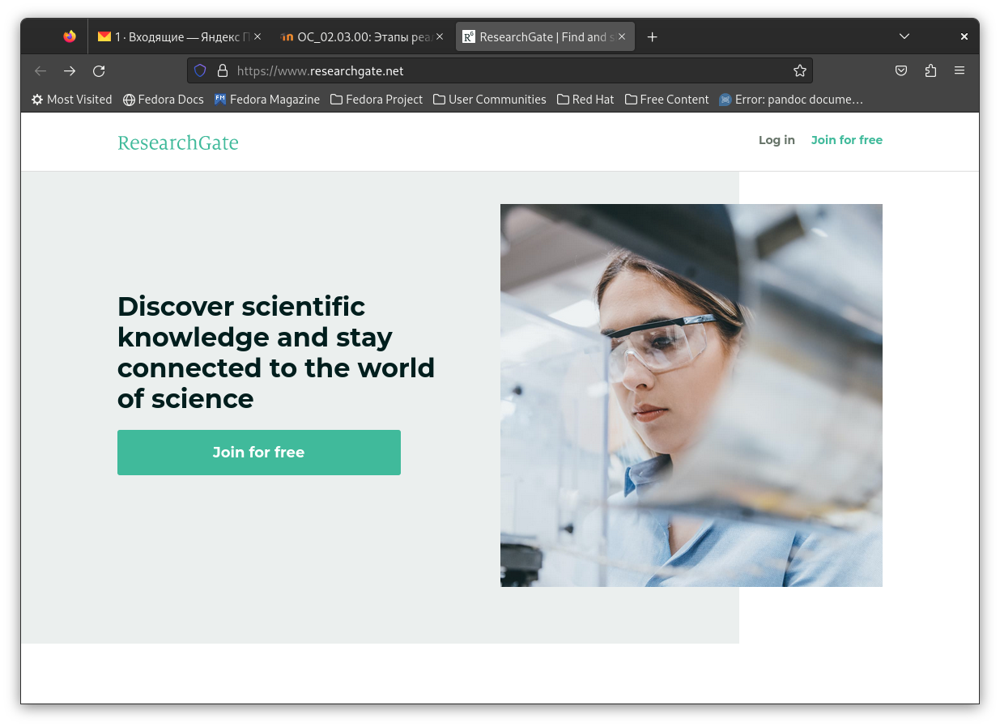 1 · Входящие — Яндекс П
ОС_02.03.00: Этапы реа
ResearchGate | Find and s
https://www.researchgate.net
Most Visited
Fedora Docs
Fedora Magazine
Fedora Project
User Communities
Red Hat
Free Content
Error: pandoc docume…
ResearchGate
Log in
Join for free
Discover scientific
knowledge and stay
connected to the world
of science
Join for free